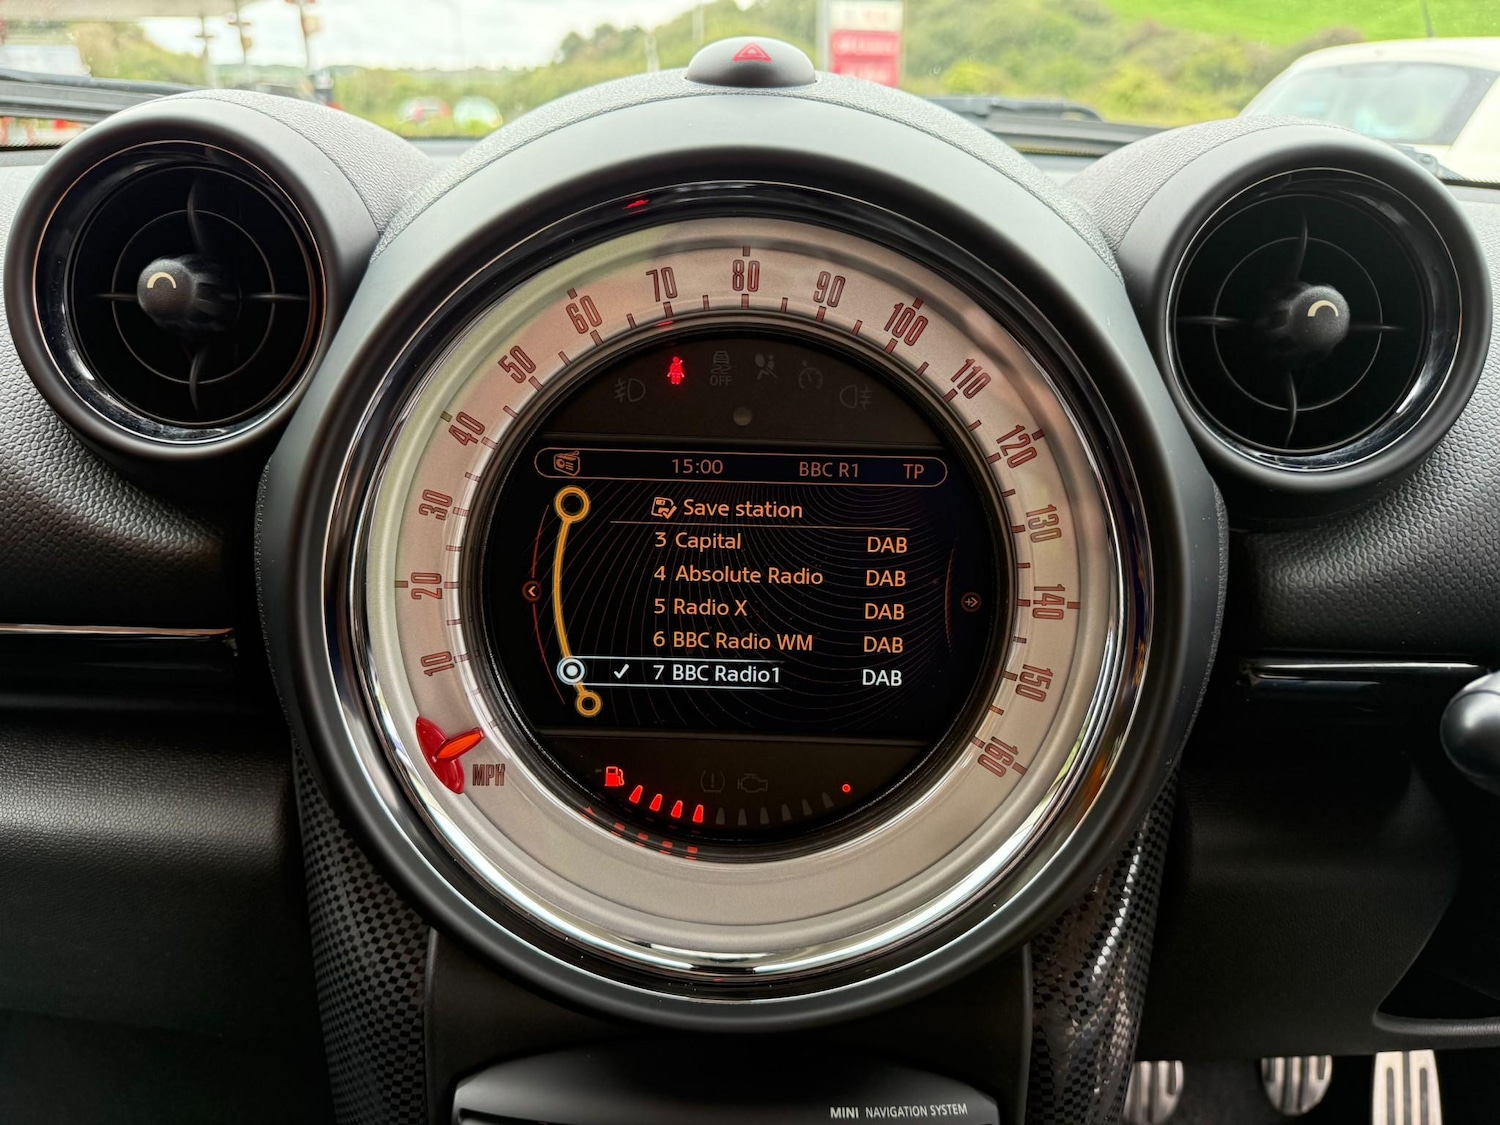 80
70
90
60
100
50
110
40
120
30
130
20
140
10
150
160
MPH
OFF
15:00 BBC R1 TP
Save station
3 Capital DAB
4 Absolute Radio DAB
5 Radio X DAB
6 BBC Radio WM DAB
7 BBC Radio1 DAB
MINI NAVIGATION SYSTEM